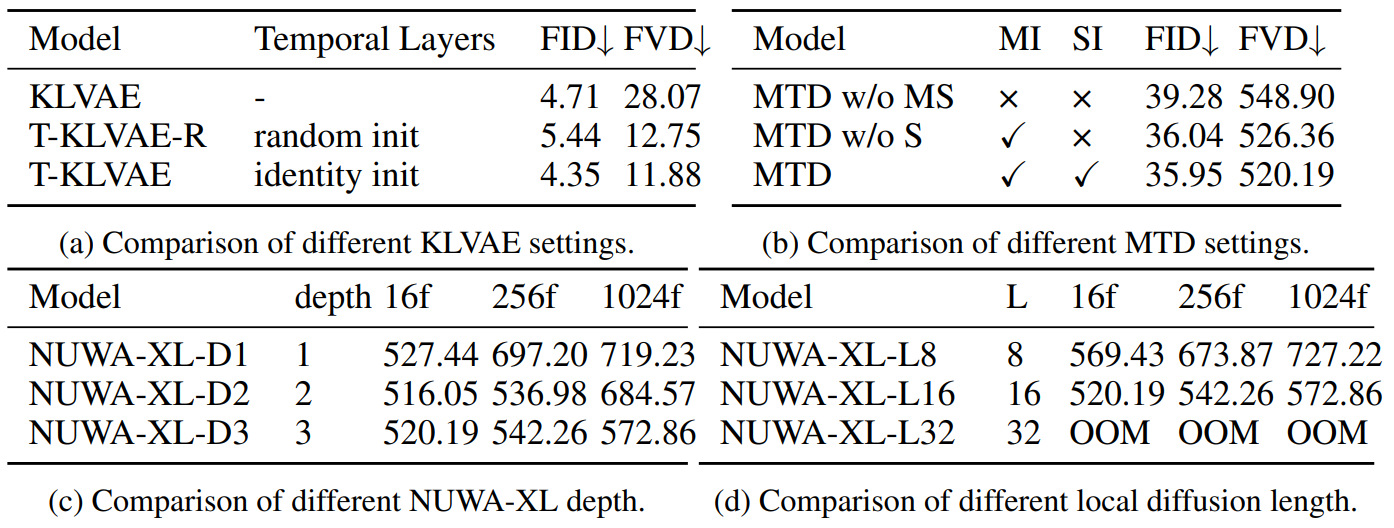 Model Temporal Layers FID↓ FVD↓
KLVAE - 4.71 28.07
T-KLVAE-R random init 5.44 12.75
T-KLVAE identity init 4.35 11.88
(a) Comparison of different KLVAE settings.
Model MI SI FID↓ FVD↓
MTD w/o MS × × 39.28 548.90
MTD w/o S ✓ × 36.04 526.36
MTD ✓ ✓ 35.95 520.19
(b) Comparison of different MTD settings.
Model depth 16f 256f 1024f
NUWA-XL-D1 1 527.44 697.20 719.23
NUWA-XL-D2 2 516.05 536.98 684.57
NUWA-XL-D3 3 520.19 542.26 572.86
(c) Comparison of different NUWA-XL depth.
Model L 16f 256f 1024f
NUWA-XL-L8 8 569.43 673.87 727.22
NUWA-XL-L16 16 520.19 542.26 572.86
NUWA-XL-L32 32 OOM OOM OOM
(d) Comparison of different local diffusion length.